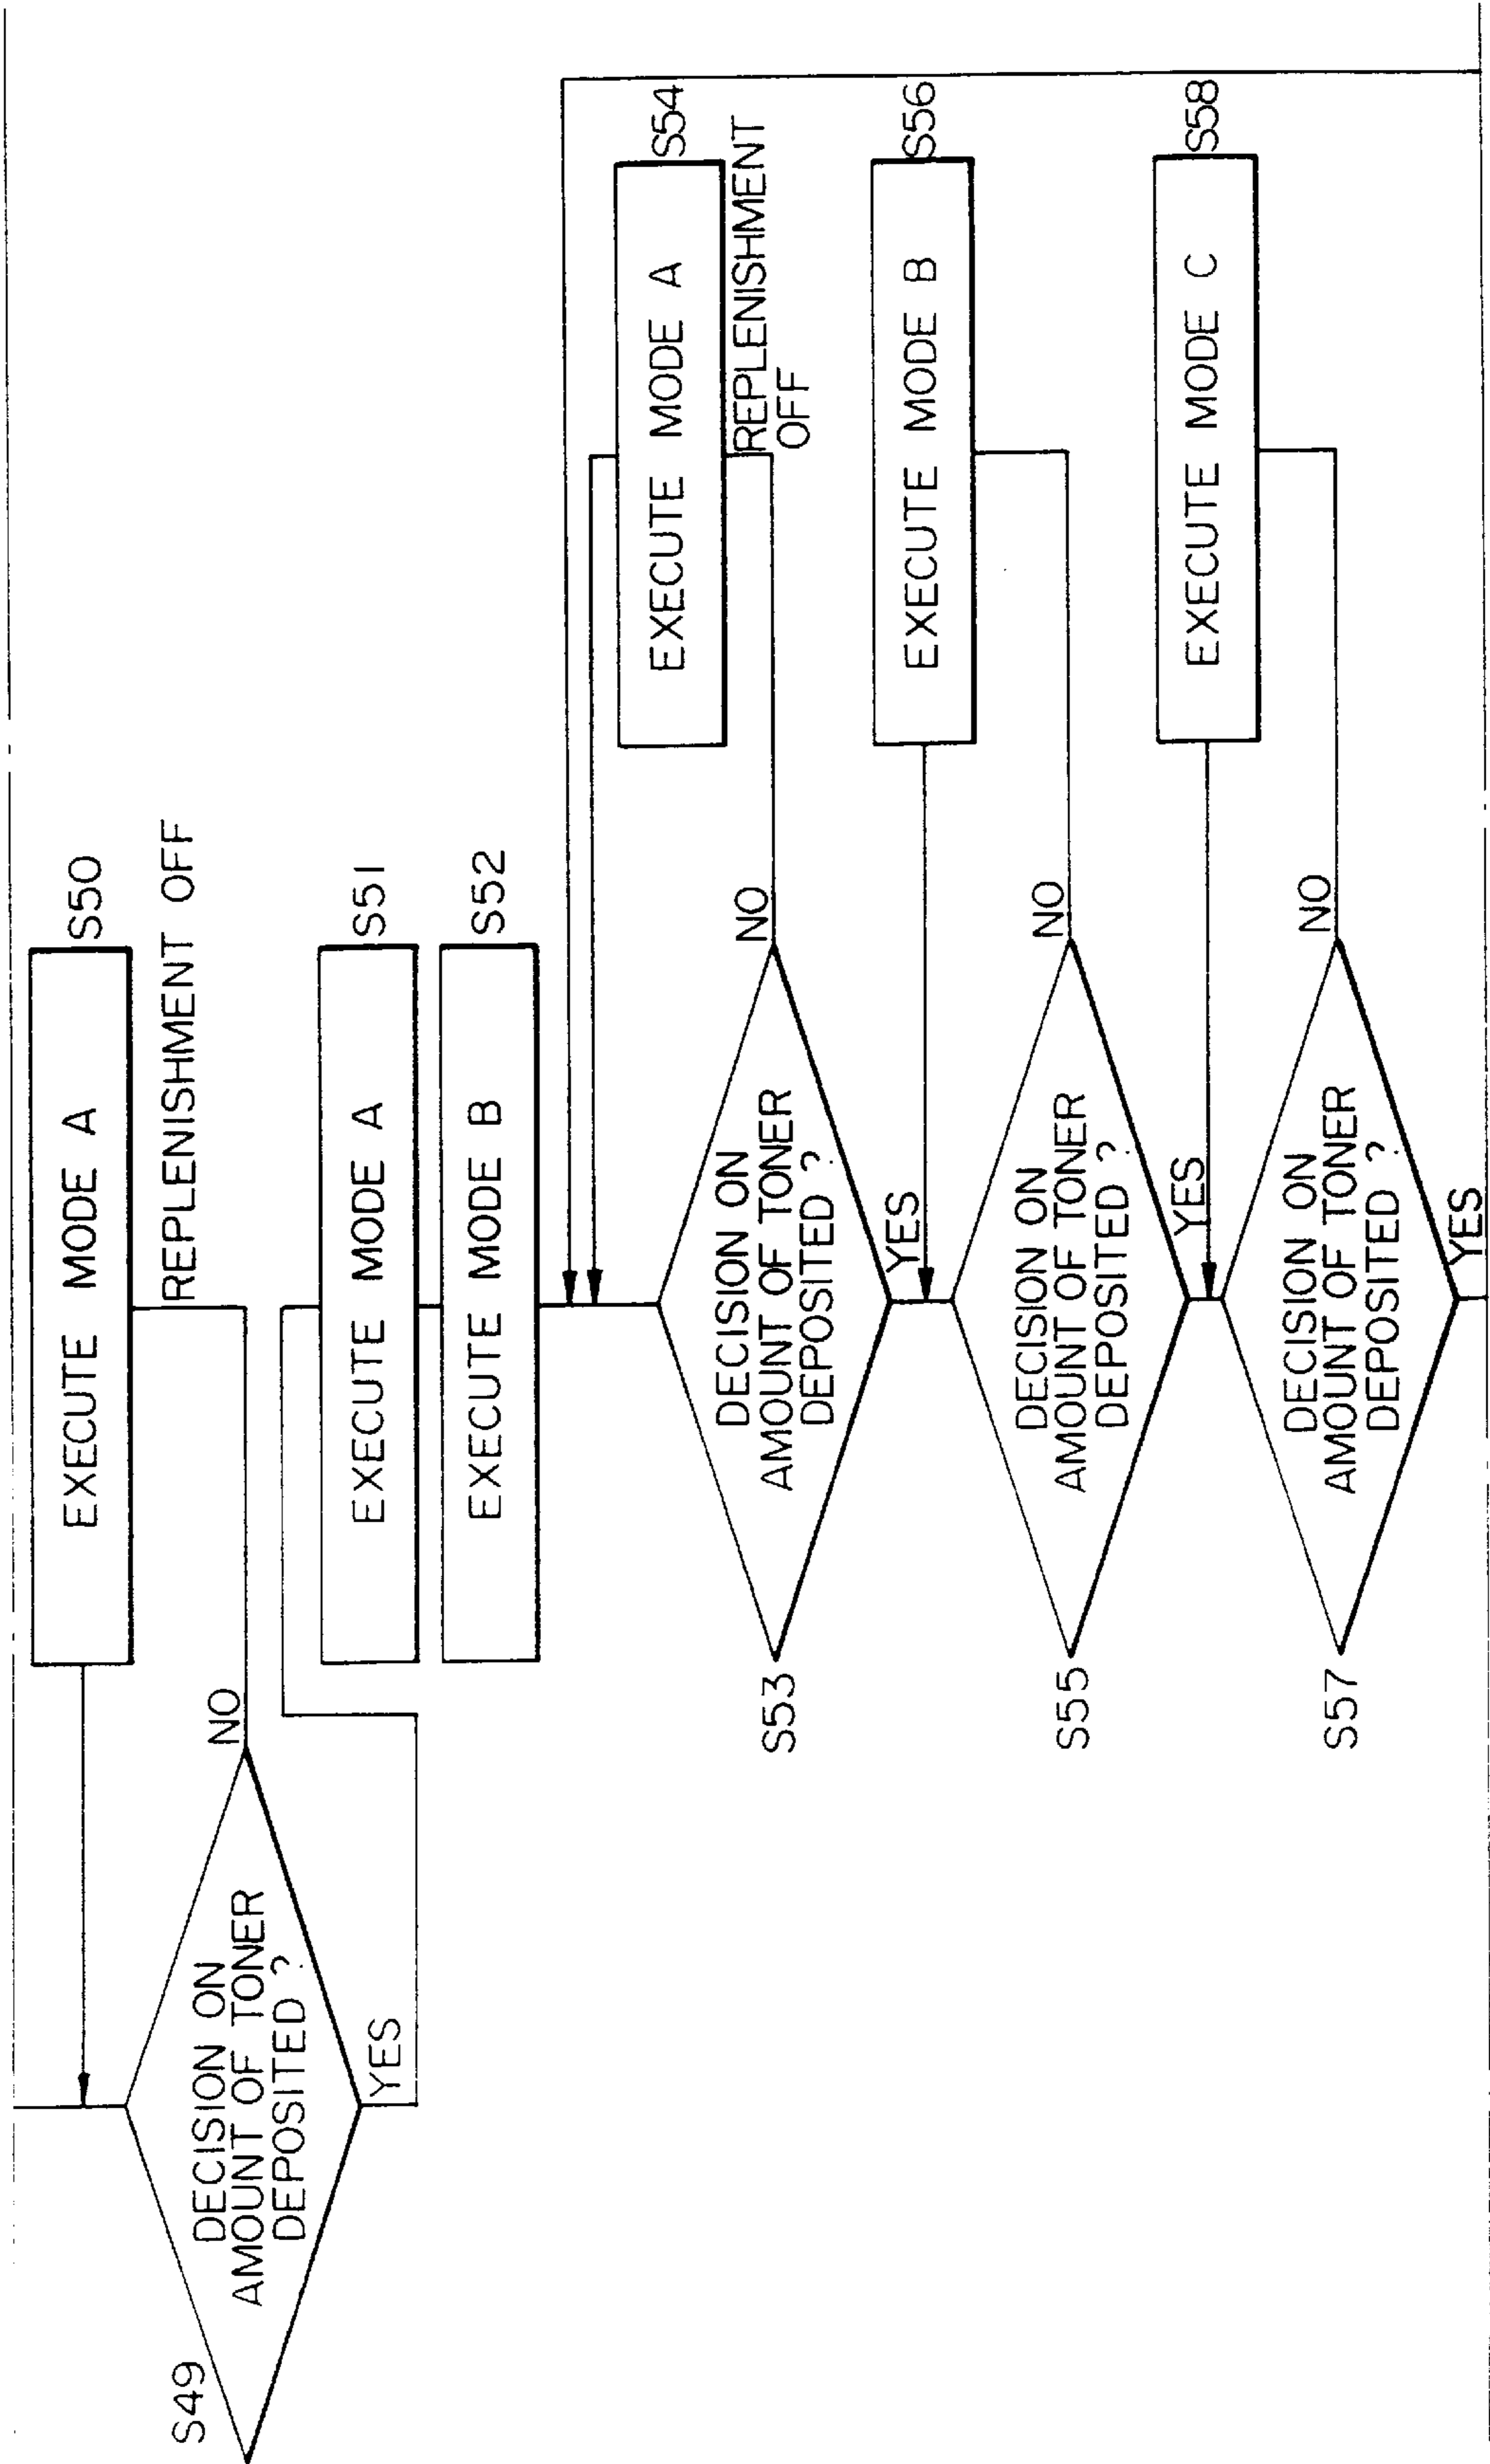 S50
EXECUTE MODE A
REPLENISHMENT OFF
S49
DECISION ON
AMOUNT OF TONER
DEPOSITED ?
NO
YES
S51
EXECUTE MODE A
S52
EXECUTE MODE B
S54
EXECUTE MODE A
REPLENISHMENT
OFF
S53
DECISION ON
AMOUNT OF TONER
DEPOSITED ?
NO
YES
S56
EXECUTE MODE B
S55
DECISION ON
AMOUNT OF TONER
DEPOSITED ?
NO
YES
S58
EXECUTE MODE C
S57
DECISION ON
AMOUNT OF TONER
DEPOSITED ?
NO
YES